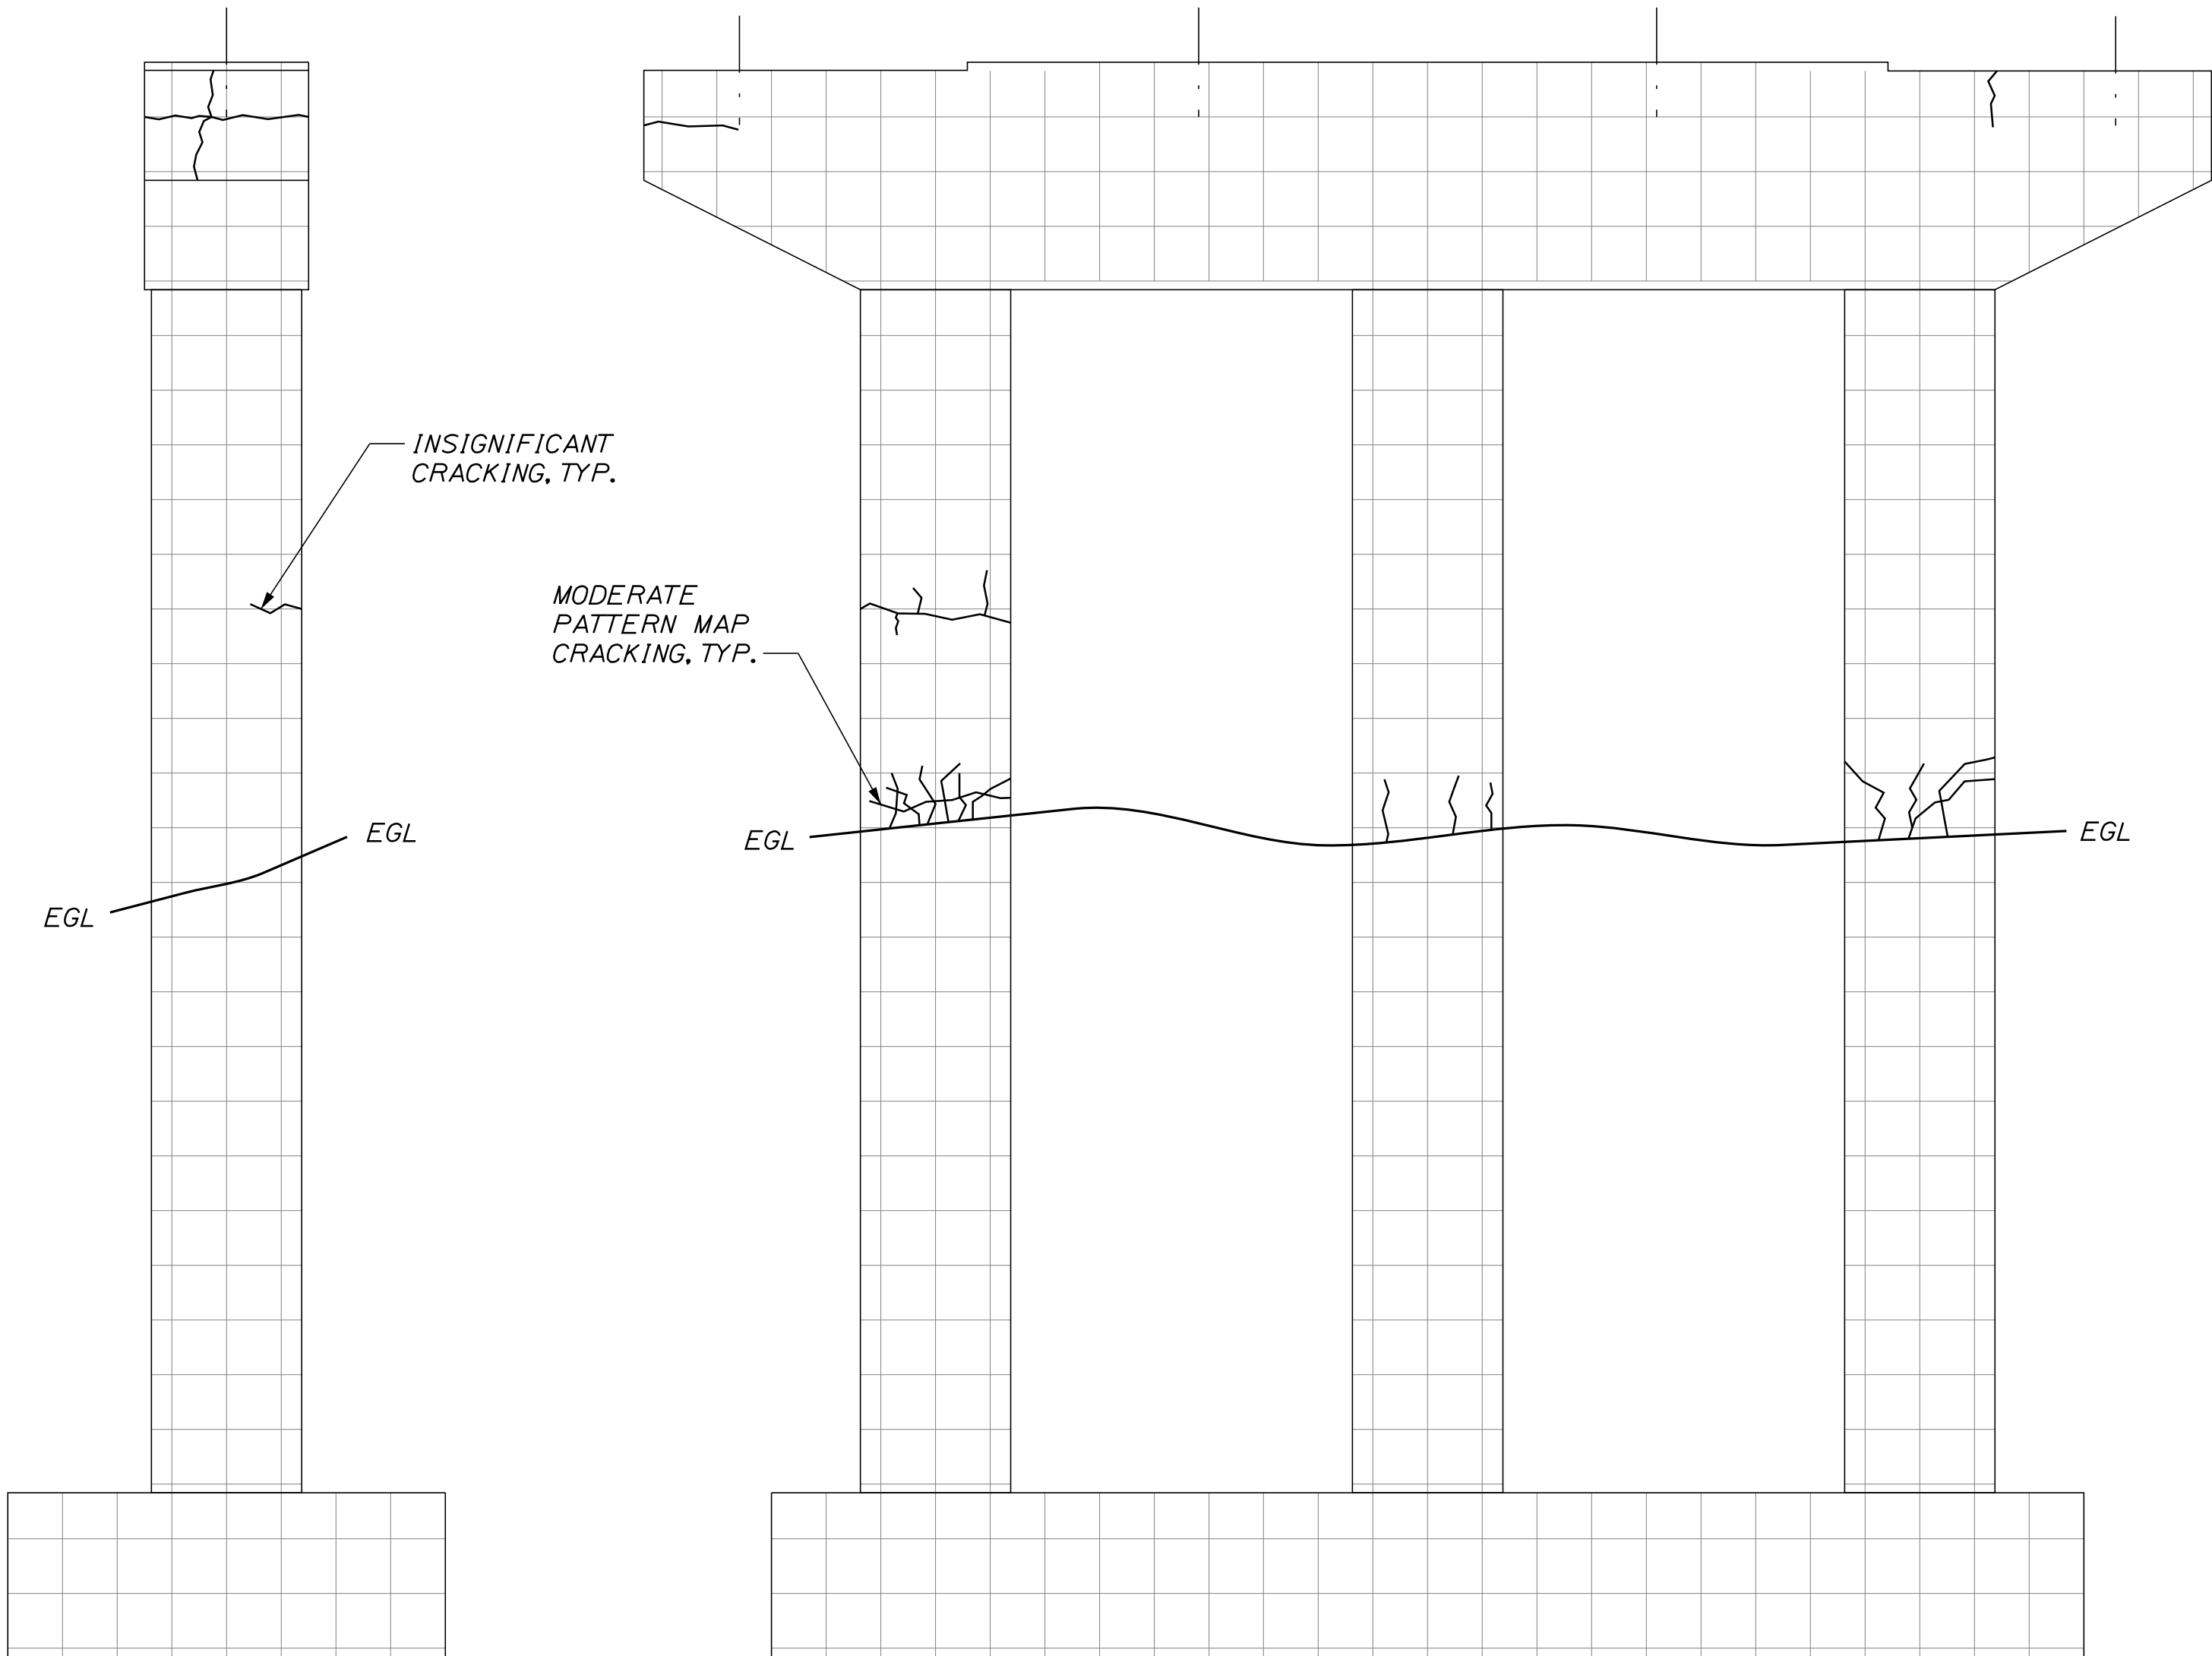 INSIGNIFICANT
CRACKING, TYP.
MODERATE
PATTERN MAP
CRACKING, TYP.
EGL
EGL
EGL
EGL